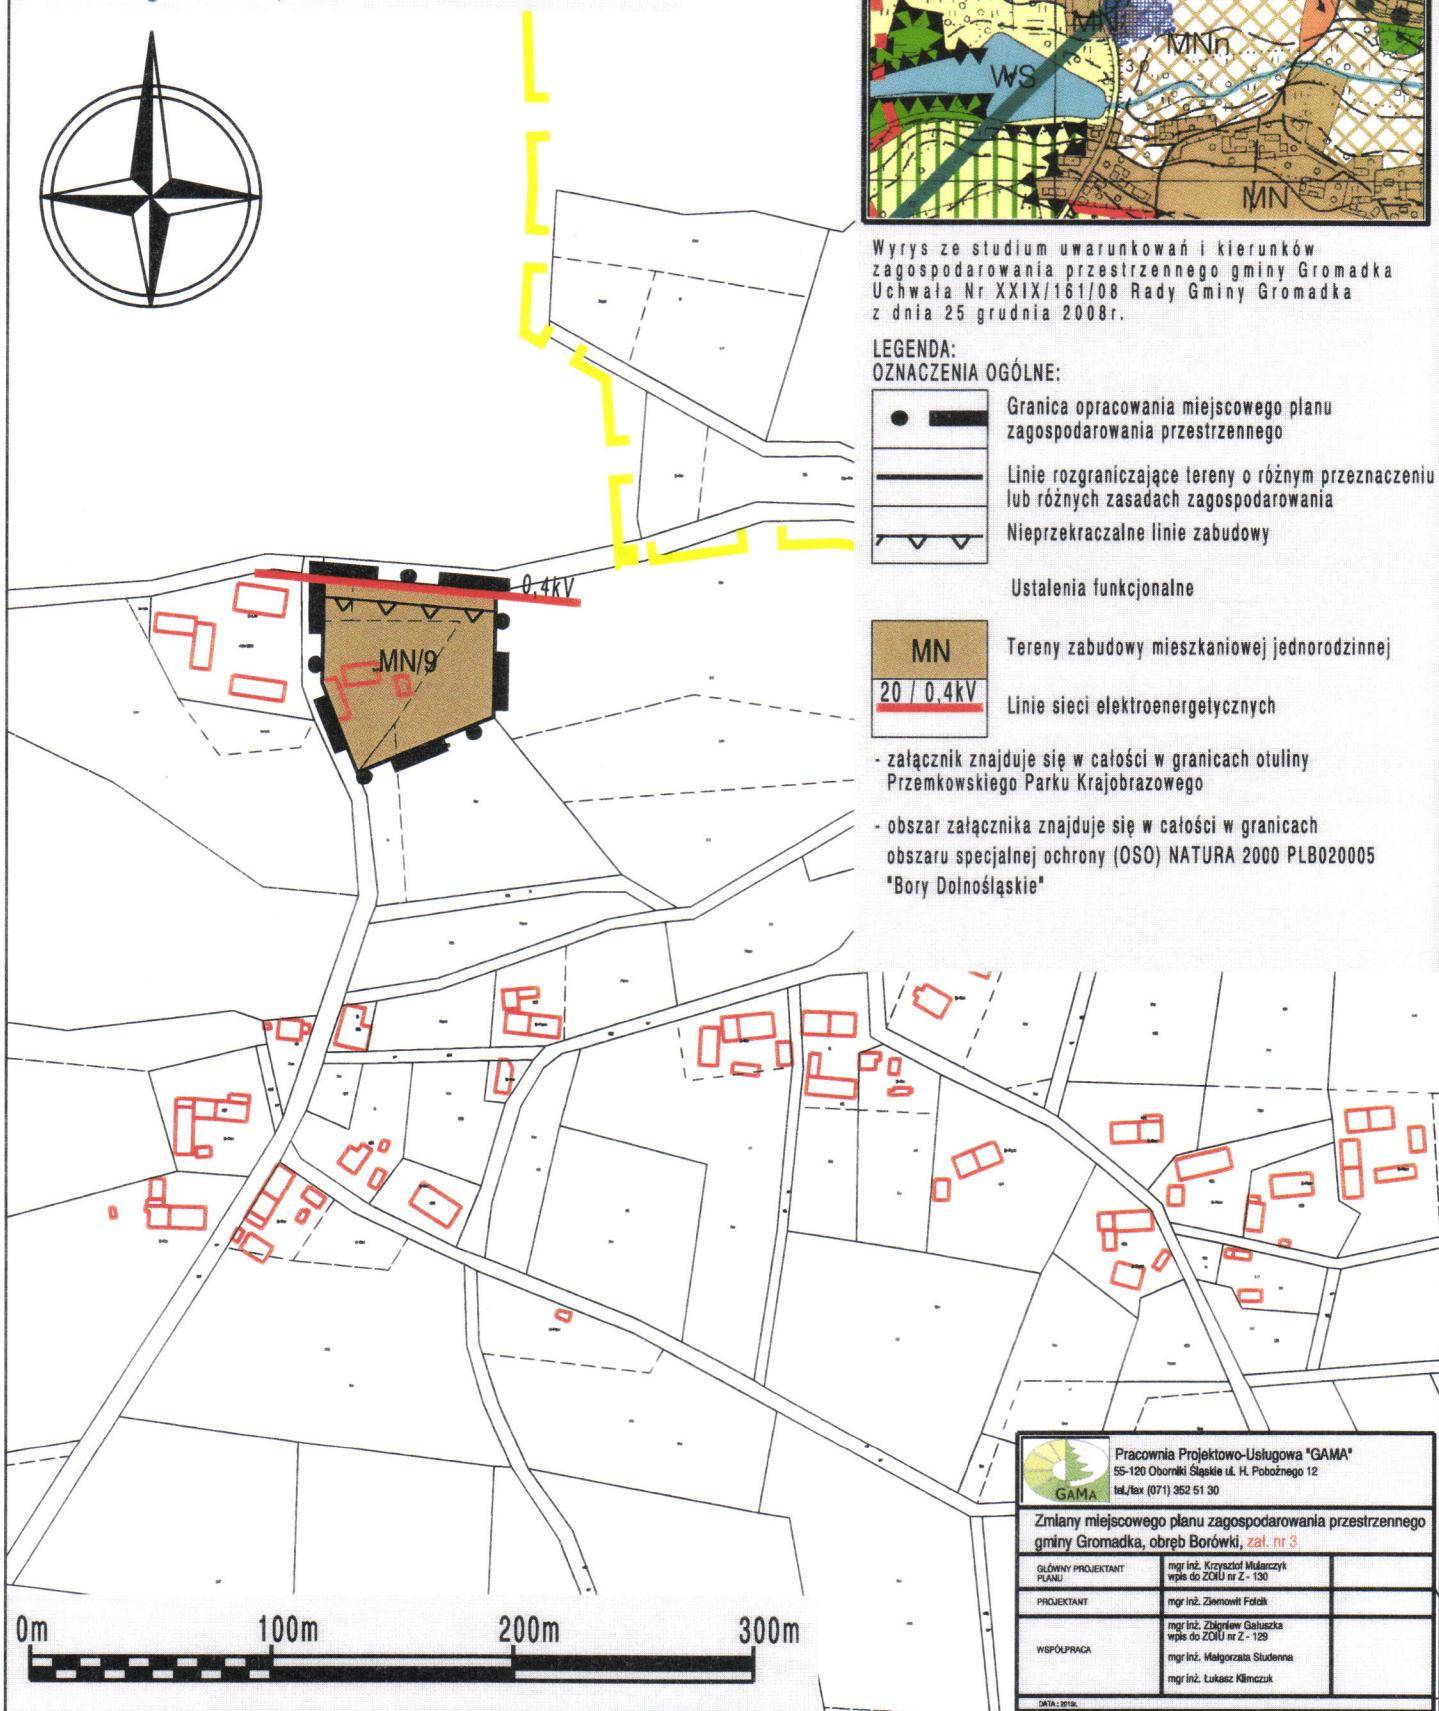 MN
MNn
WS
MN
Wyrys ze studium uwarunkowań i kierunków
zagospodarowania przestrzennego gminy Gromadka
Uchwała Nr XXIX/161/08 Rady Gminy Gromadka
z dnia 25 grudnia 2008r.
LEGENDA:
OZNACZENIA OGÓLNE:
Granica opracowania miejscowego planu
zagospodarowania przestrzennego
Linie rozgraniczające tereny o różnym przeznaczeniu
lub różnych zasadach zagospodarowania
Nieprzekraczalne linie zabudowy
Ustalenia funkcjonalne
MN
Tereny zabudowy mieszkaniowej jednorodzinnej
20 / 0,4kV
Linie sieci elektroenergetycznych
- załącznik znajduje się w całości w granicach otuliny
Przemkowskiego Parku Krajobrazowego
- obszar załącznika znajduje się w całości w granicach
obszaru specjalnej ochrony (OSO) NATURA 2000 PLB020005
"Bory Dolnośląskie"
0,4kV
MN/9
0m 100m 200m 300m
GAMA
Pracownia Projektowo-Usługowa "GAMA"
55-120 Oborniki Śląskie ul. H. Pobożnego 12
tel./fax (071) 352 51 30
Zmiany miejscowego planu zagospodarowania przestrzennego
gminy Gromadka, obręb Borówki, zał. nr 3
GŁÓWNY PROJEKTANT
PLANU
mgr inż. Krzysztof Mularczyk
wpis do ZOIU nr Z - 130
PROJEKTANT
mgr inż. Ziemowit Folcik
WSPÓŁPRACA
mgr inż. Zbigniew Gałuszka
wpis do ZOIU nr Z - 129
mgr inż. Małgorzata Studenna
mgr inż. Łukasz Klimczuk